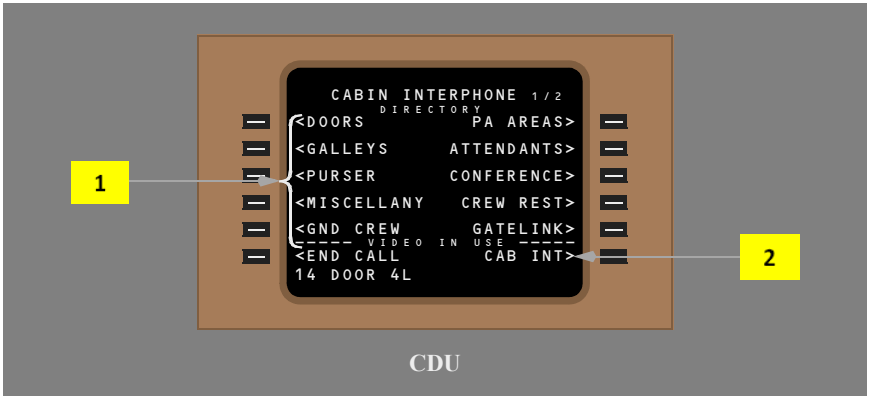 CABIN INTERPHONE 1/2
DIRECTORY
<DOORS PA AREAS>
<GALLEYS ATTENDANTS>
<PURSER CONFERENCE>
<MISCELLANY CREW REST>
<GND CREW GATELINK>
----- VIDEO IN USE -----
<END CALL CAB INT>
14 DOOR 4L
1
2
CDU